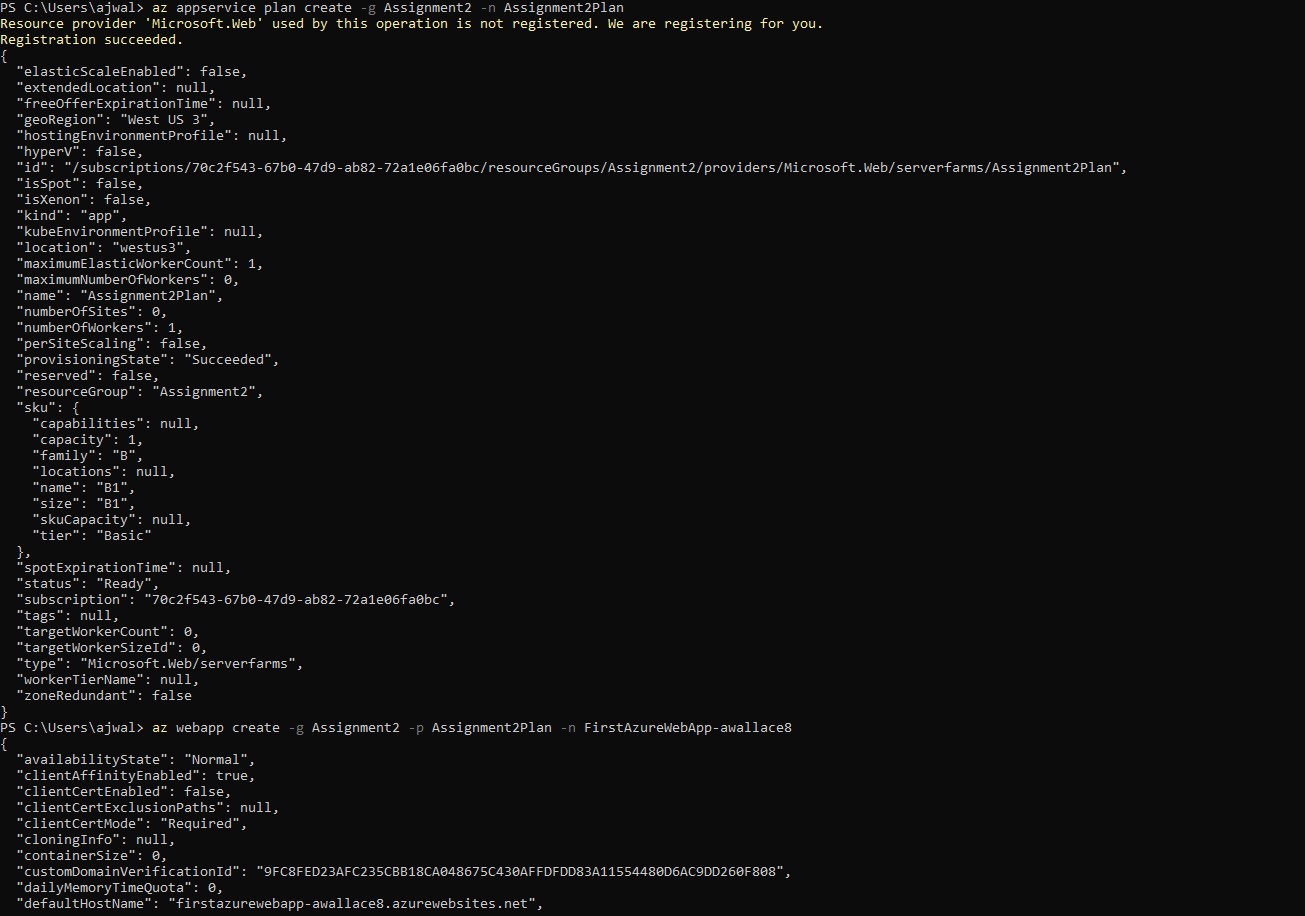 PS C:\Users\ajwal> az appservice plan create -g Assignment2 -n Assignment2Plan
Resource provider 'Microsoft.Web' used by this operation is not registered. We are registering for you.
Registration succeeded.
{
  "elasticScaleEnabled": false,
  "extendedLocation": null,
  "freeOfferExpirationTime": null,
  "geoRegion": "West US 3",
  "hostingEnvironmentProfile": null,
  "hyperV": false,
  "id": "/subscriptions/70c2f543-67b0-47d9-ab82-72a1e06fa0bc/resourceGroups/Assignment2/providers/Microsoft.Web/serverfarms/Assignment2Plan",
  "isSpot": false,
  "isXenon": false,
  "kind": "app",
  "kubeEnvironmentProfile": null,
  "location": "westus3",
  "maximumElasticWorkerCount": 1,
  "maximumNumberOfWorkers": 0,
  "name": "Assignment2Plan",
  "numberOfSites": 0,
  "numberOfWorkers": 1,
  "perSiteScaling": false,
  "provisioningState": "Succeeded",
  "reserved": false,
  "resourceGroup": "Assignment2",
  "sku": {
    "capabilities": null,
    "capacity": 1,
    "family": "B",
    "locations": null,
    "name": "B1",
    "size": "B1",
    "skuCapacity": null,
    "tier": "Basic"
  },
  "spotExpirationTime": null,
  "status": "Ready",
  "subscription": "70c2f543-67b0-47d9-ab82-72a1e06fa0bc",
  "tags": null,
  "targetWorkerCount": 0,
  "targetWorkerSizeId": 0,
  "type": "Microsoft.Web/serverfarms",
  "workerTierName": null,
  "zoneRedundant": false
}
PS C:\Users\ajwal> az webapp create -g Assignment2 -p Assignment2Plan -n FirstAzureWebApp-awallace8
{
  "availabilityState": "Normal",
  "clientAffinityEnabled": true,
  "clientCertEnabled": false,
  "clientCertExclusionPaths": null,
  "clientCertMode": "Required",
  "cloningInfo": null,
  "containerSize": 0,
  "customDomainVerificationId": "9FC8FED23AFC235CBB18CA048675C430AFFDFDD83A11554480D6AC9DD260F808",
  "dailyMemoryTimeQuota": 0,
  "defaultHostName": "firstazurewebapp-awallace8.azurewebsites.net",